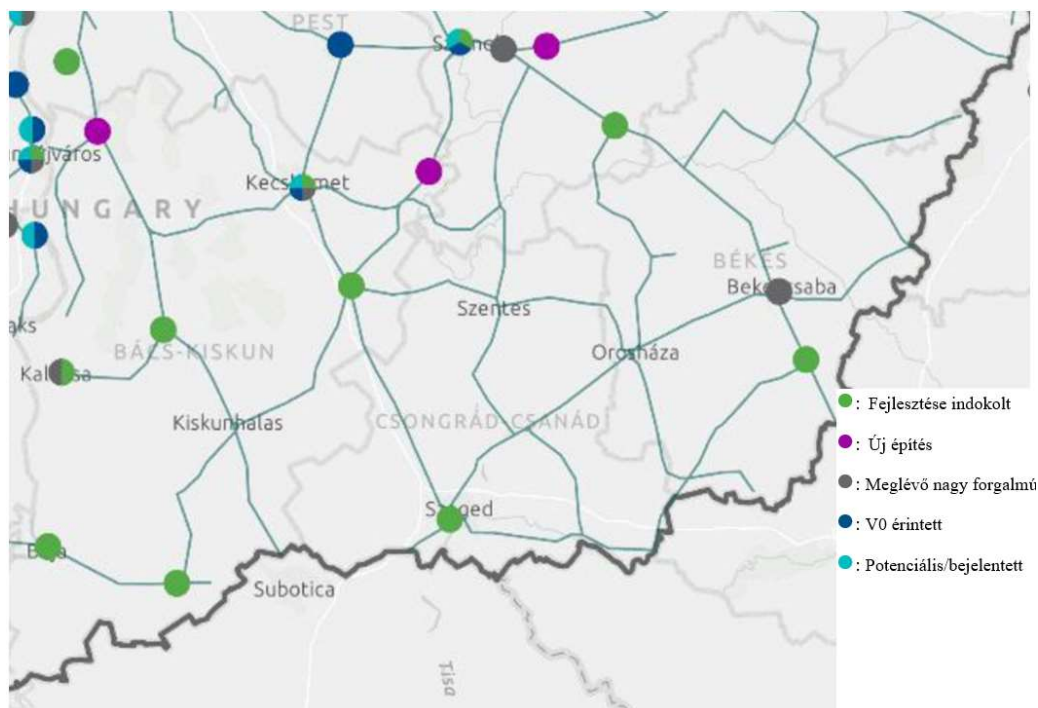 PEST
Kecskemét
HUNGARY
BÉKÉS
Szentes
Orosháza
BÁCS-KISKUN
Kiskunhalas
CSONGRÁD-CSANÁD
Szeged
Subotica
Tisa
: Fejlesztése indokolt
: Új építés
: Meglévő nagy forgalmú
: V0 érintett
: Potenciális/bejelentett